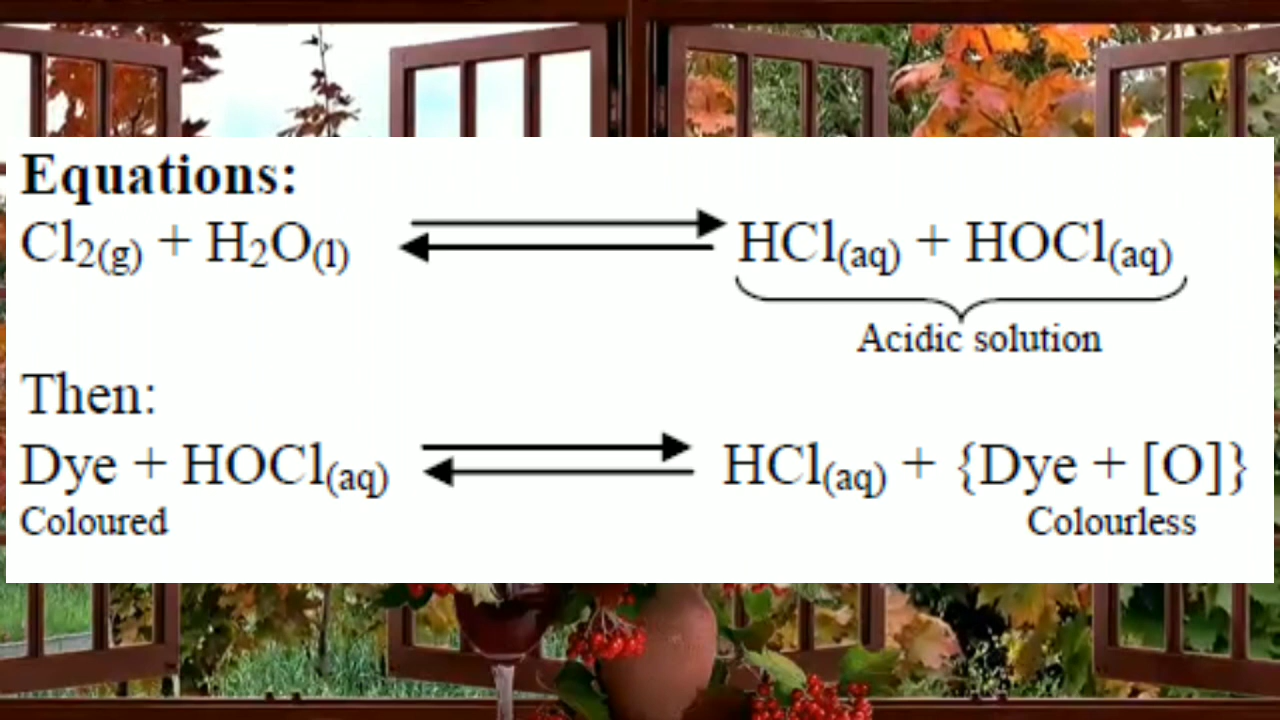 Equations:
Cl₂(g) + H₂O(l) ⇌ HCl(aq) + HOCl(aq)
Acidic solution
Then:
Dye + HOCl(aq) ⇌ HCl(aq) + {Dye + [O]}
Coloured Colourless